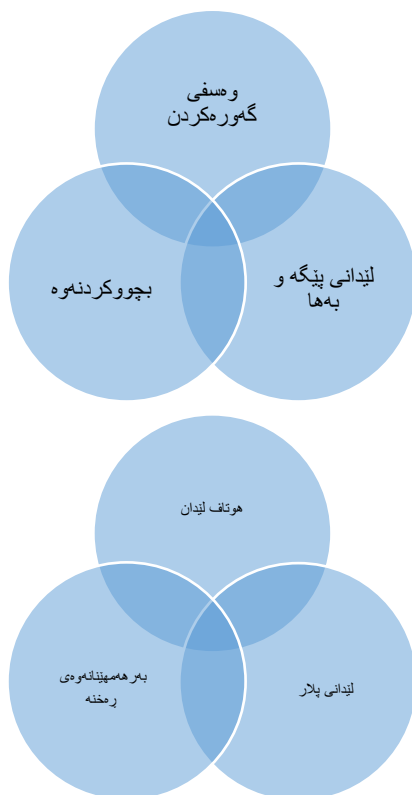 وەسفی
گەورەکردن
بچووکردنەوە
لێدانی پێگە و
بەها
هوتاف لێدان
بەرهەمهێنانەوەی
ڕەخنە
لێدانی پلار